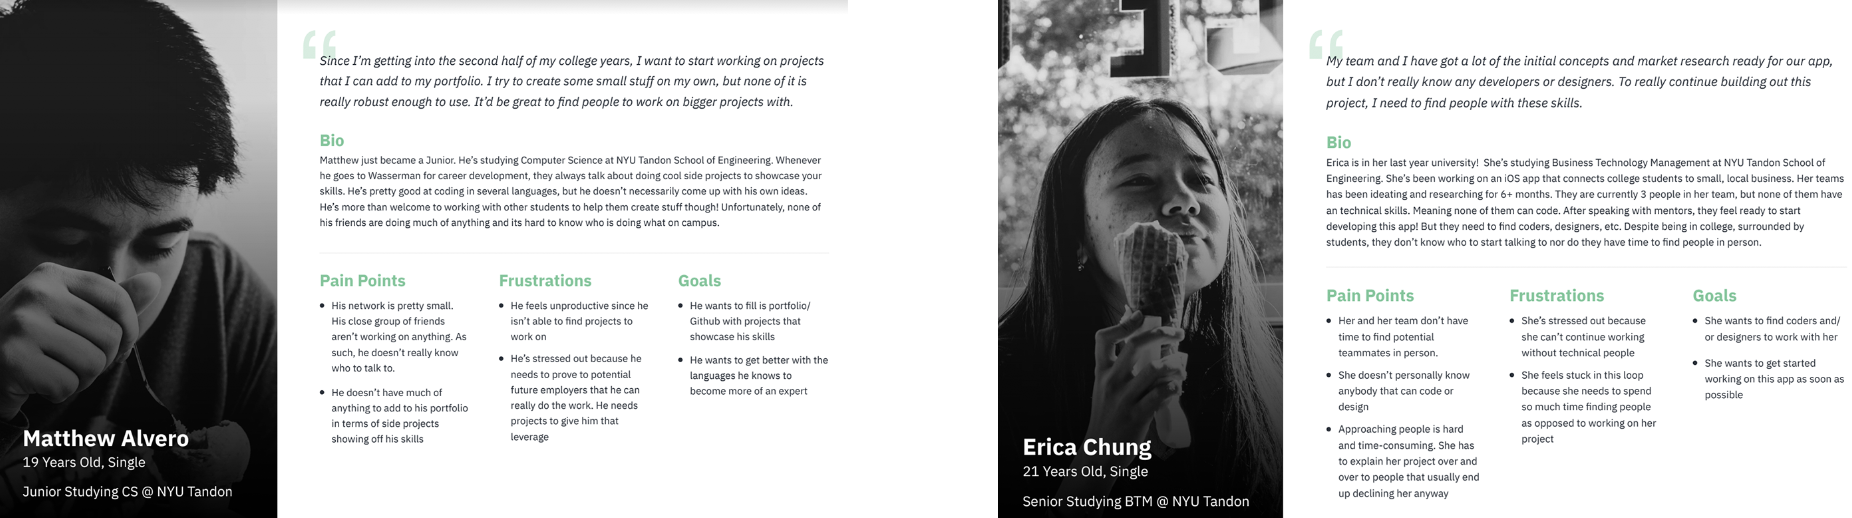 Since I'm getting into the second half of my college years, I want to start working on projects
that I can add to my portfolio. I try to create some small stuff on my own, but none of it is
really robust enough to use. It'd be great to find people to work on bigger projects with.
Bio
Matthew just became a Junior. He's studying Computer Science at NYU Tandon School of Engineering. Whenever
he goes to Wasserman for career development, they always talk about doing cool side projects to showcase your
skills. He's pretty good at coding in several languages, but he doesn't necessarily come up with his own ideas.
He's more than welcome to working with other students to help them create stuff though! Unfortunately, none of
his friends are doing much of anything and its hard to know who is doing what on campus.
Pain Points
His network is pretty small.
His close group of friends
aren't working on anything. As
such, he doesn't really know
who to talk to.
He doesn't have much of
anything to add to his portfolio
in terms of side projects
showing off his skills
Frustrations
He feels unproductive since he
isn't able to find projects to
work on
He's stressed out because he
needs to prove to potential
future employers that he can
really do the work. He needs
projects to give him that
leverage
Goals
He wants to fill is portfolio/
Github with projects that
showcase his skills
He wants to get better with the
languages he knows to
become more of an expert
Matthew Alvero
19 Years Old, Single
Junior Studying CS @ NYU Tandon
My team and I have got a lot of the initial concepts and market research ready for our app,
but I don't really know any developers or designers. To really continue building out this
project, I need to find people with these skills.
Bio
Erica is in her last year university! She's studying Business Technology Management at NYU Tandon School of
Engineering. She's been working on an iOS app that connects college students to small, local business. Her teams
has been ideating and researching for 6+ months. They are currently 3 people in her team, but none of them have
an technical skills. Meaning none of them can code. After speaking with mentors, they feel ready to start
developing this app! But they need to find coders, designers, etc. Despite being in college, surrounded by
students, they don't know who to start talking to nor do they have time to find people in person.
Pain Points
Her and her team don't have
time to find potential
teammates in person.
She doesn't personally know
anybody that can code or
design
Approaching people is hard
and time-consuming. She has
to explain her project over and
over to people that usually end
up declining her anyway
Frustrations
She's stressed out because
she can't continue working
without technical people
She feels stuck in this loop
because she needs to spend
so much time finding people
as opposed to working on her
project
Goals
She wants to find coders and/
or designers to work with her
She wants to get started
working on this app as soon as
possible
Erica Chung
21 Years Old, Single
Senior Studying BTM @ NYU Tandon